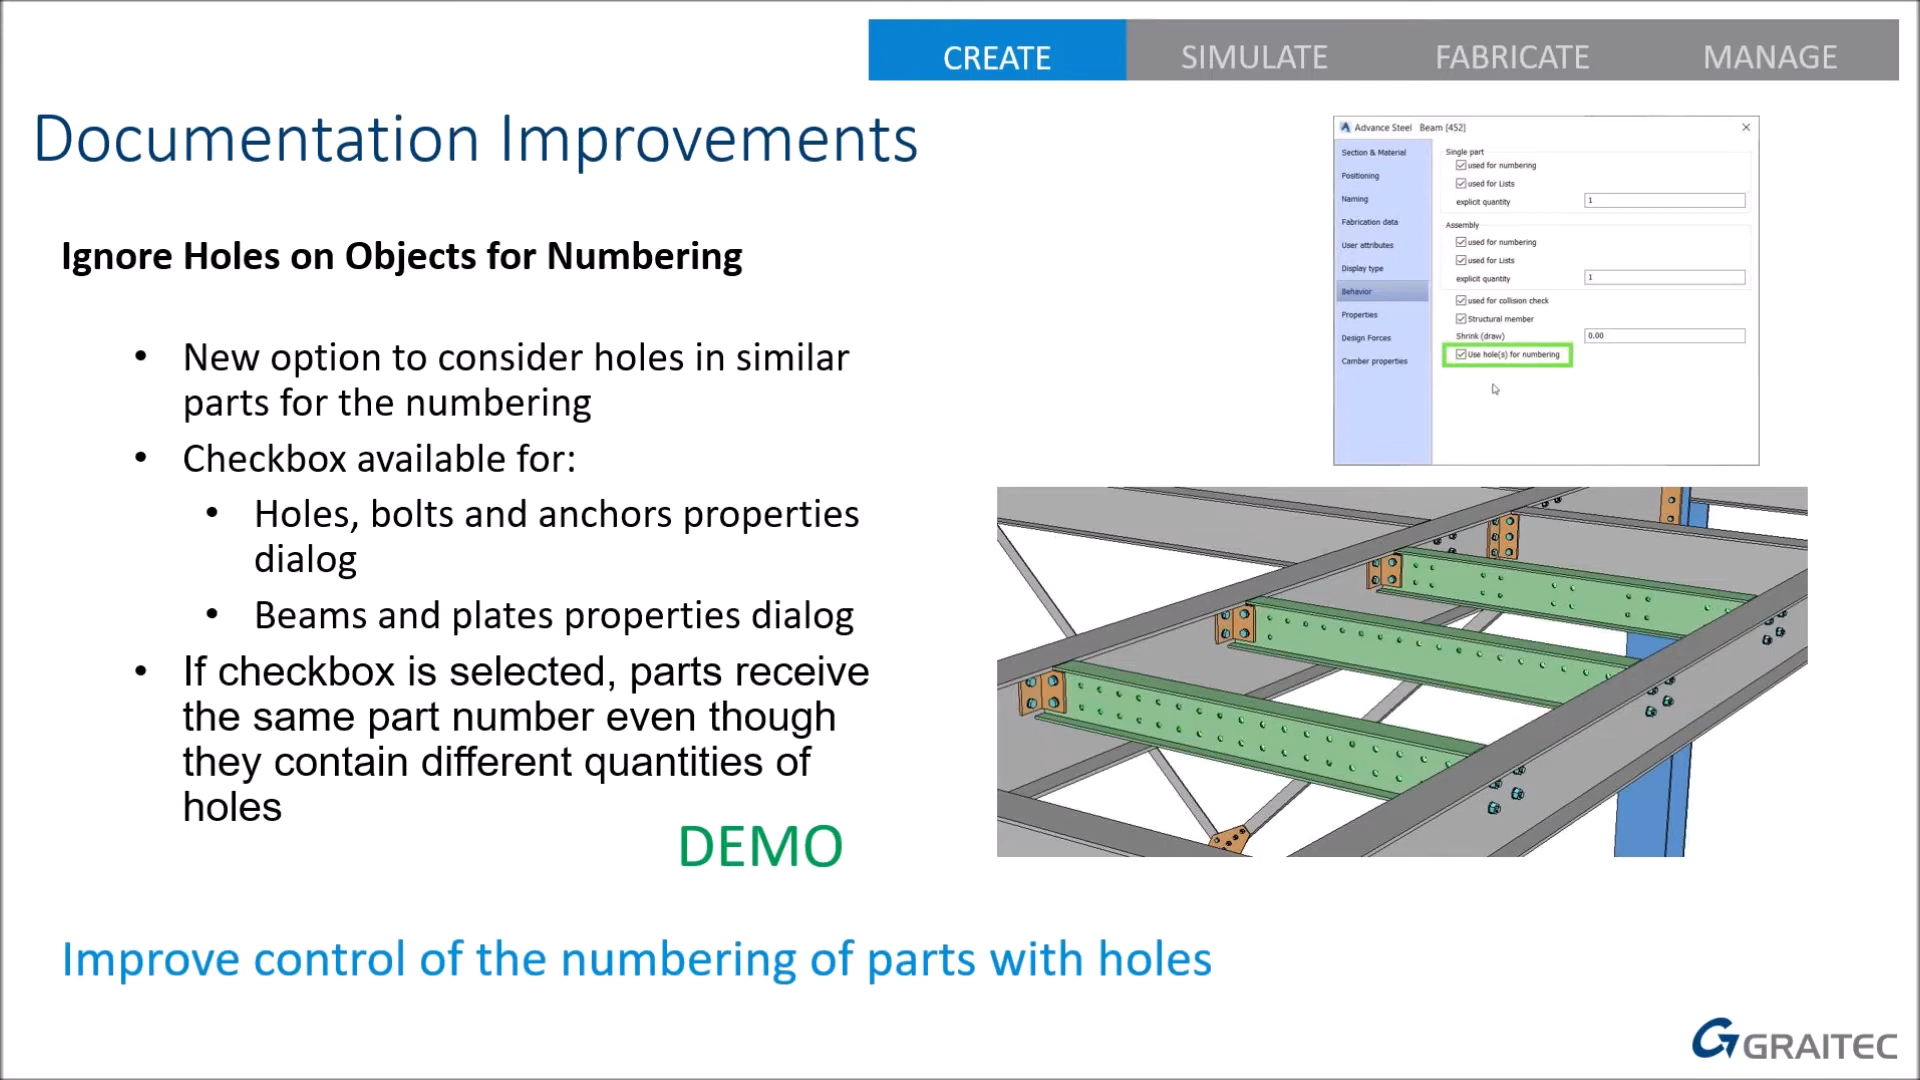 CREATE SIMULATE FABRICATE MANAGE
Documentation Improvements
Ignore Holes on Objects for Numbering
• New option to consider holes in similar
parts for the numbering
• Checkbox available for:
• Holes, bolts and anchors properties
dialog
• Beams and plates properties dialog
• If checkbox is selected, parts receive
the same part number even though
they contain different quantities of
holes
DEMO
Improve control of the numbering of parts with holes
Advance Steel Beam [452]
Section & Material
Positioning
Naming
Fabrication data
User attributes
Display type
Behavior
Properties
Design Forces
Camber properties
Single part
used for numbering
used for Lists
explicit quantity 1
Assembly
used for numbering
used for Lists
explicit quantity 1
used for collision check
Structural member
Shrink (draw) 0.00
Use hole(s) for numbering
GRAITEC